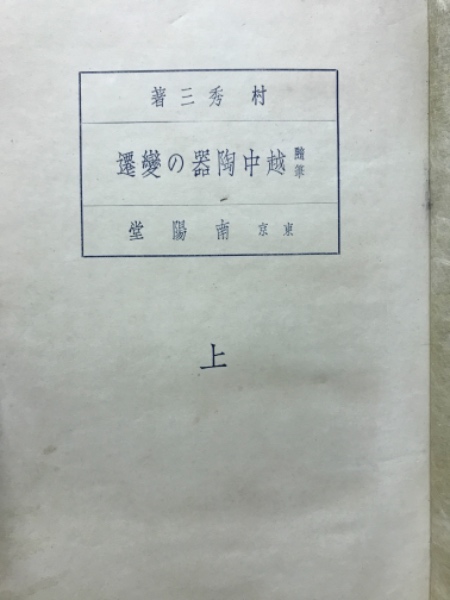 村秀三著
隨筆 越中陶器の變遷
東京 南陽堂
上